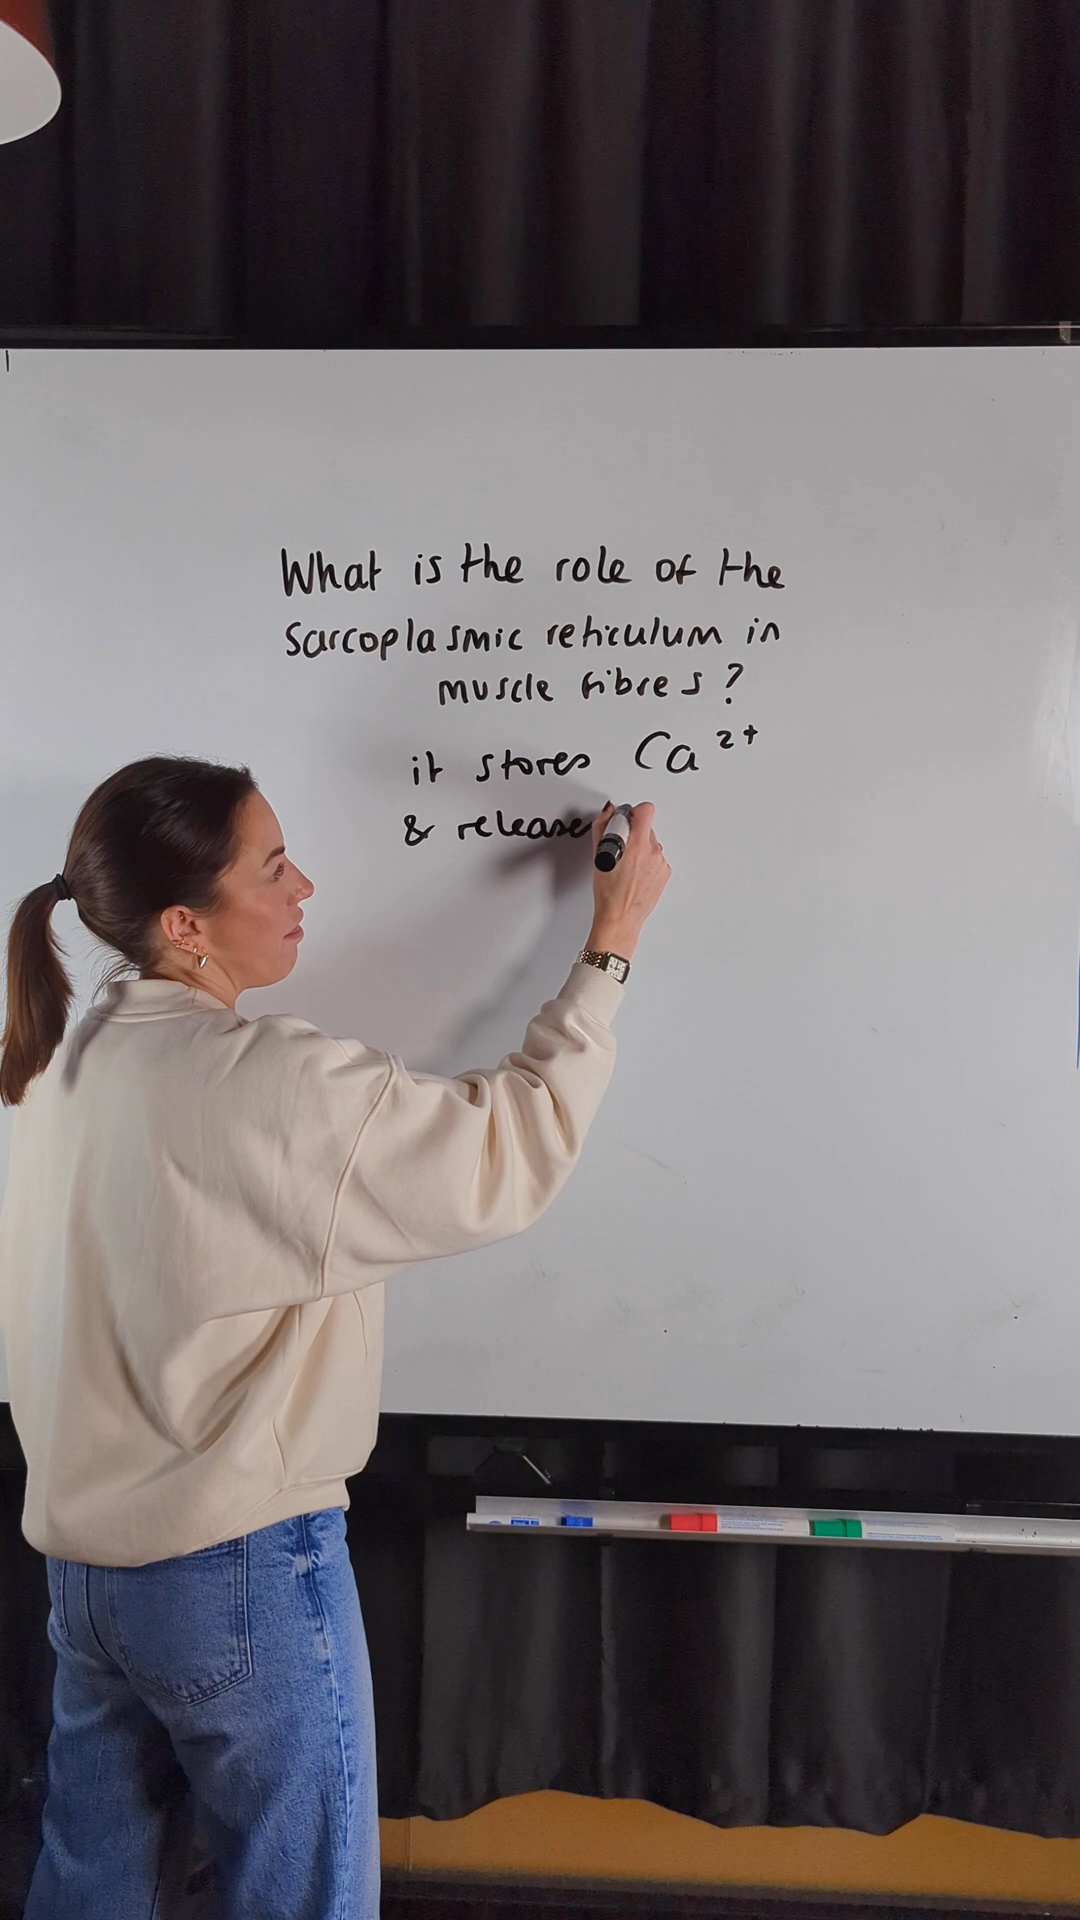 What is the role of the
Sarcoplasmic reticulum in
muscle fibres?
it stores Ca²⁺
& release